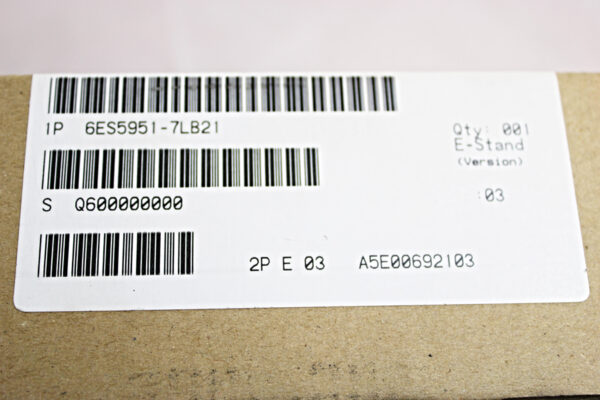 1P 6ES5951-7LB21
Qty: 001
E-Stand
(Version)
S Q600000000
:03
2P E 03 A5E00692103